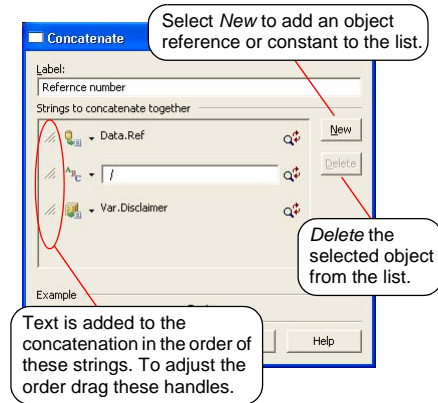 Select New to add an object
reference or constant to the list.
Concatenate
Label:
Refernce number
Strings to concatenate together
Data.Ref
New
ABC
/
Delete
Var.Disclaimer
Delete the
selected object
from the list.
Example
Text is added to the
concatenation in the order of
these strings. To adjust the
order drag these handles.
Help